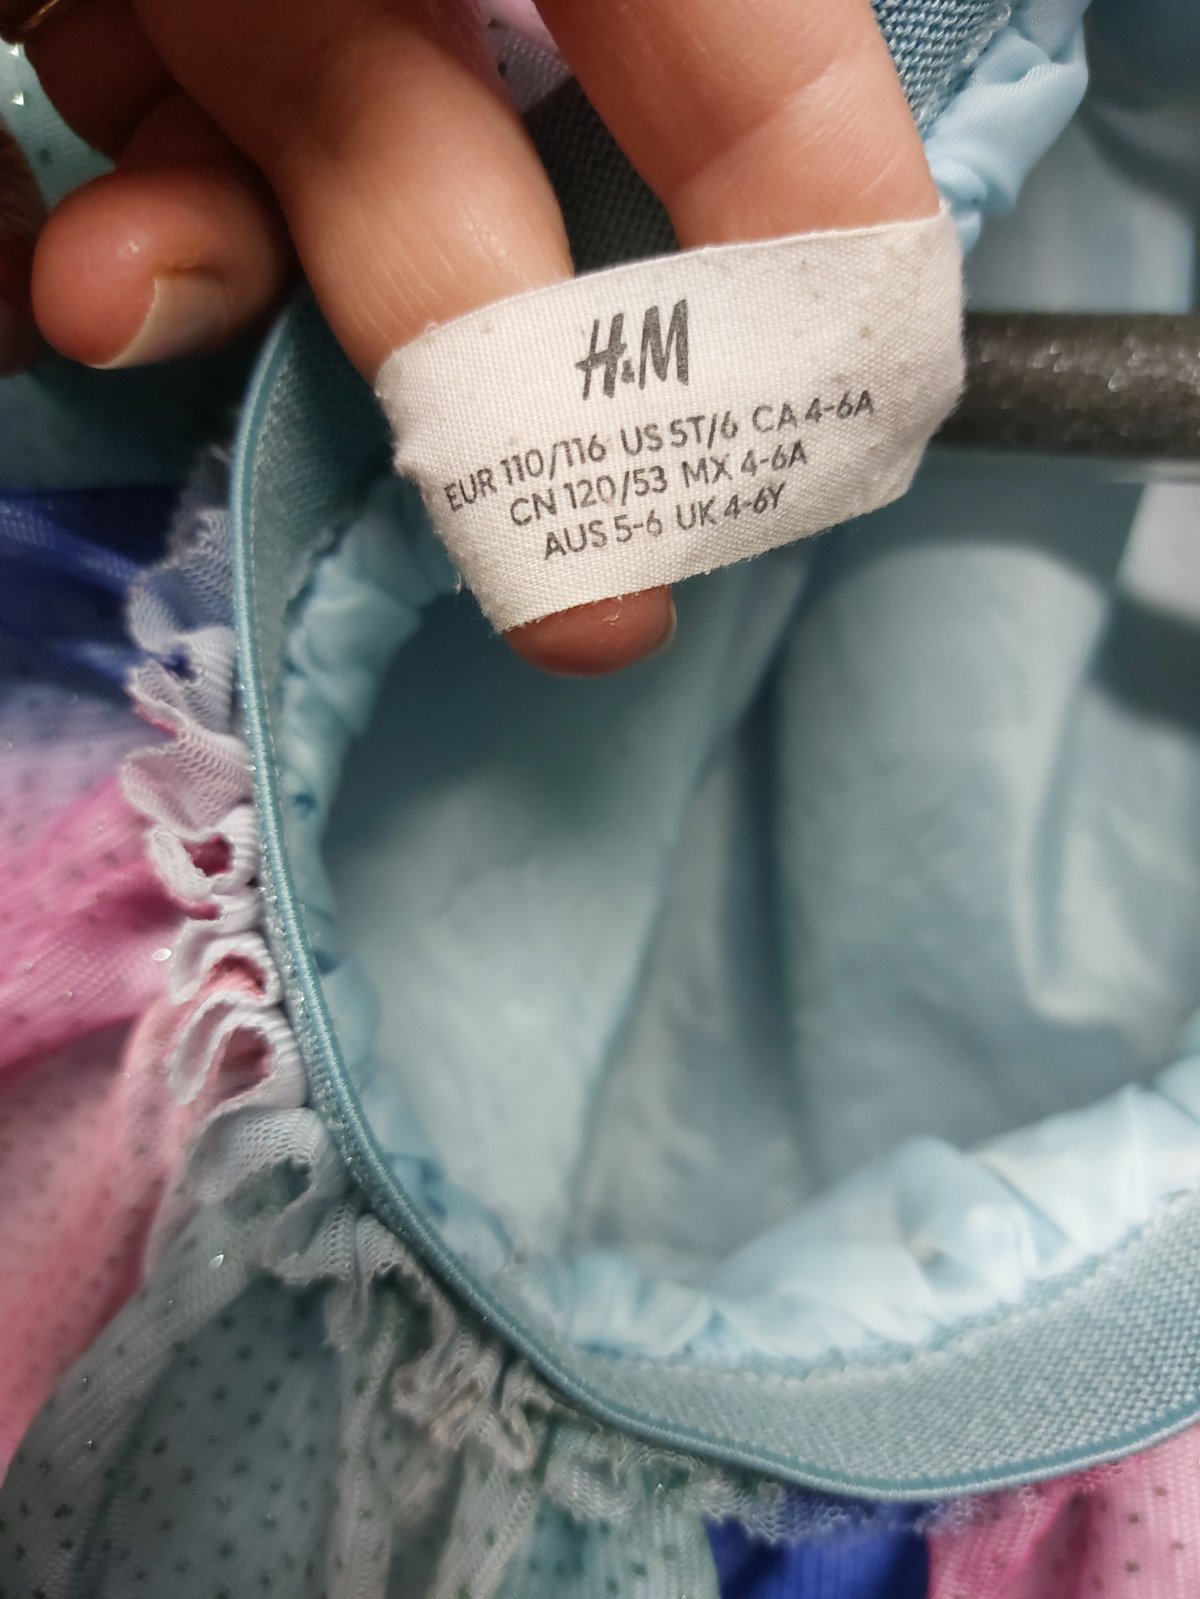 H&M
EUR 110/116 US 5T/6 CA 4-6A
CN 120/53 MX 4-6A
AUS 5-6 UK 4-6Y